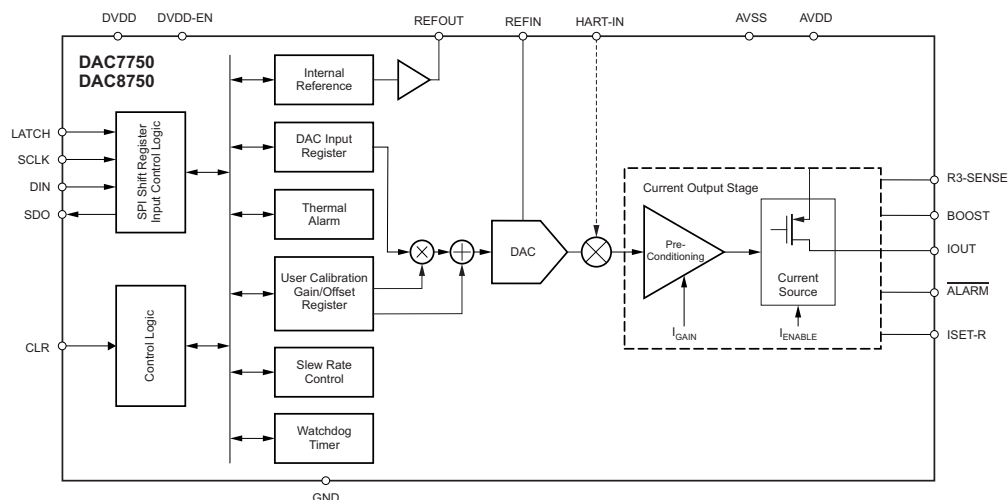 DVDD
DVDD-EN
REFOUT
REFIN
HART-IN
AVSS
AVDD
DAC7750
DAC8750
LATCH
SCLK
DIN
SDO
CLR
SPI Shift Register
Input Control Logic
Control Logic
Internal
Reference
DAC Input
Register
Thermal
Alarm
User Calibration
Gain/Offset
Register
Slew Rate
Control
Watchdog
Timer
DAC
Current Output Stage
Pre-
Conditioning
Current
Source
IGAIN
IENABLE
R3-SENSE
BOOST
IOUT
ALARM
ISET-R
GND